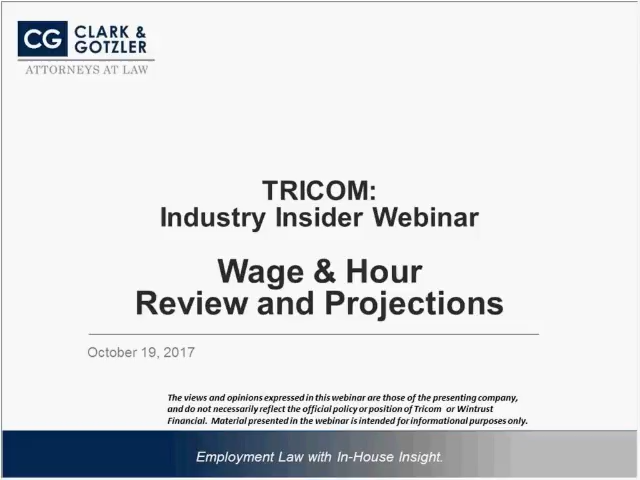 CG CLARK &
GOTZLER
ATTORNEYS AT LAW
TRICOM:
Industry Insider Webinar
Wage & Hour
Review and Projections
October 19, 2017
The views and opinions expressed in this webinar are those of the presenting company,
and do not necessarily reflect the official policy or position of Tricom or Wintrust
Financial. Material presented in the webinar is intended for informational purposes only.
Employment Law with In-House Insight.